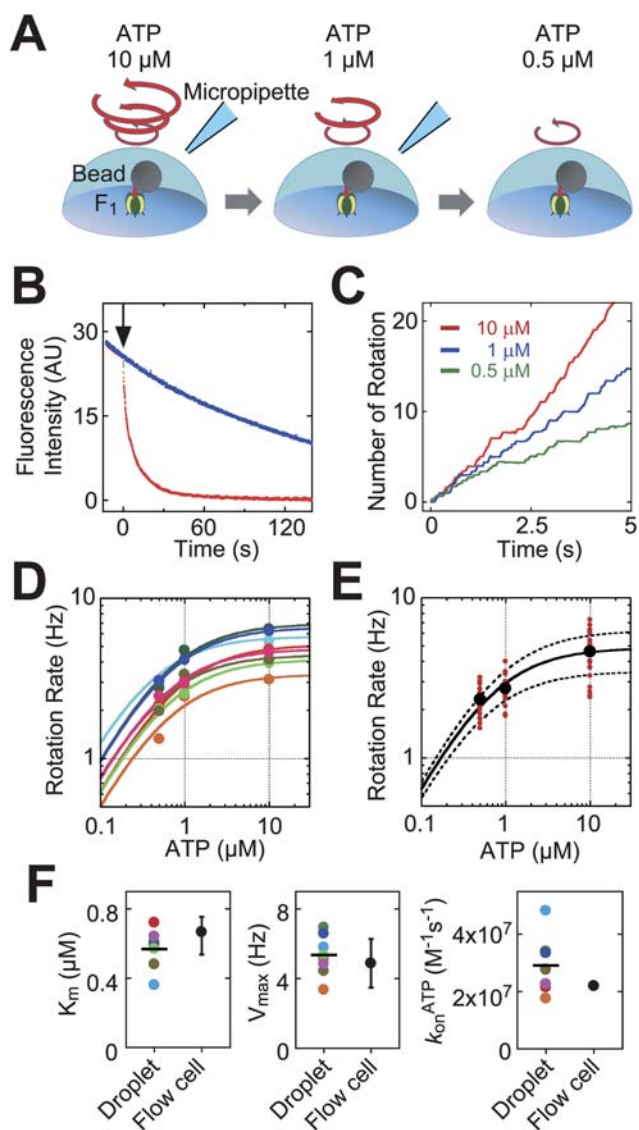 A
ATP
10 µM
ATP
1 µM
ATP
0.5 µM
Micropipette
Bead
F1
B
Fluorescence
Intensity (AU)
30
15
0
0 60 120
Time (s)
C
Number of Rotation
20
10
0
10 µM
1 µM
0.5 µM
0 2.5 5
Time (s)
D
Rotation Rate (Hz)
10
1
0.1 1 10
ATP (µM)
E
Rotation Rate (Hz)
10
1
0.1 1 10
ATP (µM)
F
Km (µM)
0.8
0.4
0
Droplet
Flow cell
Vmax (Hz)
8
4
0
Droplet
Flow cell
konATP (M-1s-1)
4x10⁷
2x10⁷
0
Droplet
Flow cell